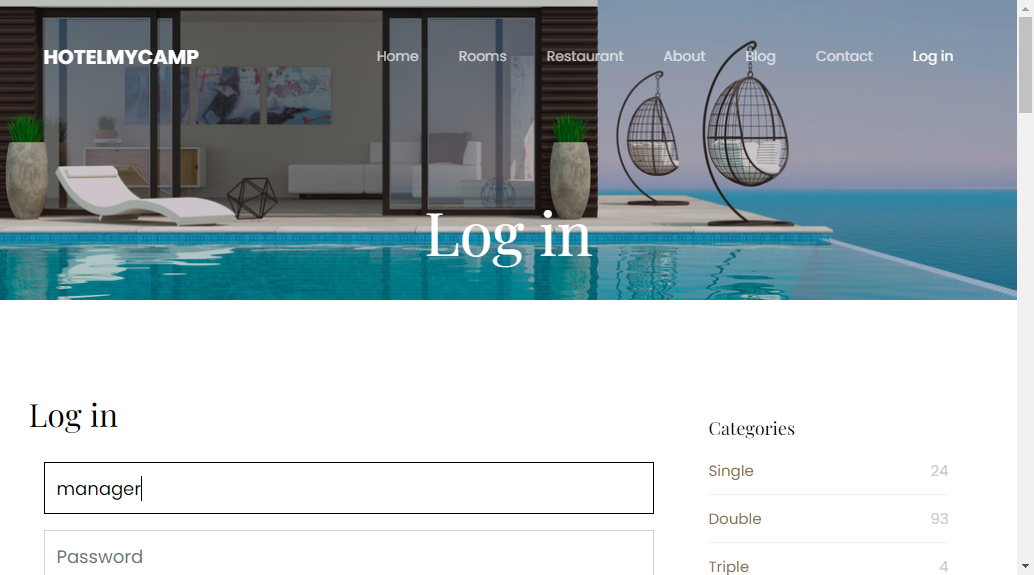 HOTELMYCAMP
Home Rooms Restaurant About Blog Contact Log in
Log in
Log in
manager
Password
Categories
Single 24
Double 93
Triple 4